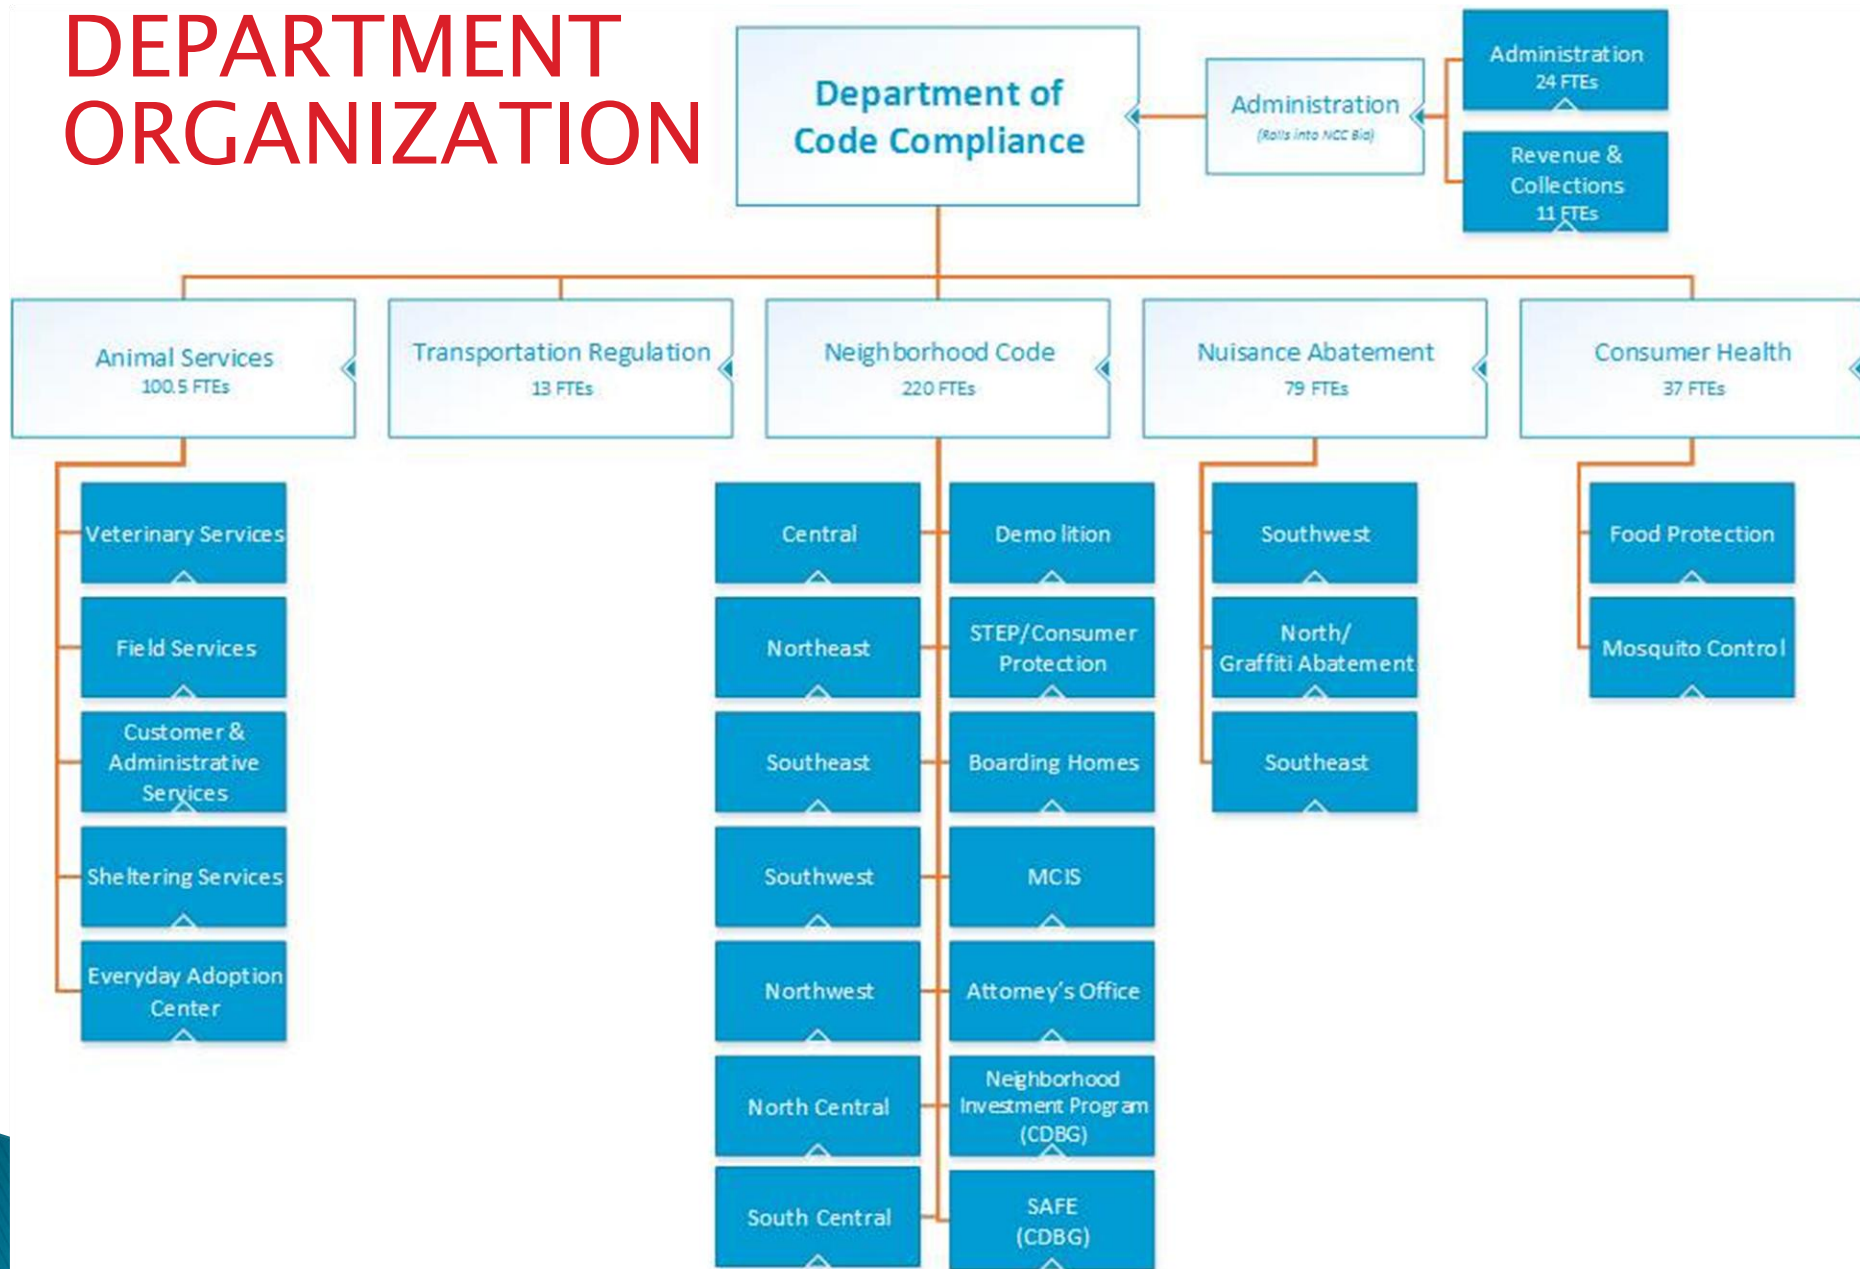 DEPARTMENT
ORGANIZATION
Department of
Code Compliance
Administration
(Rolls into NCC Bid)
Administration
24 FTEs
Revenue &
Collections
11 FTEs
Animal Services
100.5 FTEs
Transportation Regulation
13 FTEs
Neighborhood Code
220 FTEs
Nuisance Abatement
79 FTEs
Consumer Health
37 FTEs
Veterinary Services
Field Services
Customer &
Administrative
Services
Sheltering Services
Everyday Adoption
Center
Central
Northeast
Southeast
Southwest
Northwest
North Central
South Central
Demolition
STEP/Consumer
Protection
Boarding Homes
MCIS
Attorney's Office
Neighborhood
Investment Program
(CDBG)
SAFE
(CDBG)
Southwest
North/
Graffiti Abatement
Southeast
Food Protection
Mosquito Control